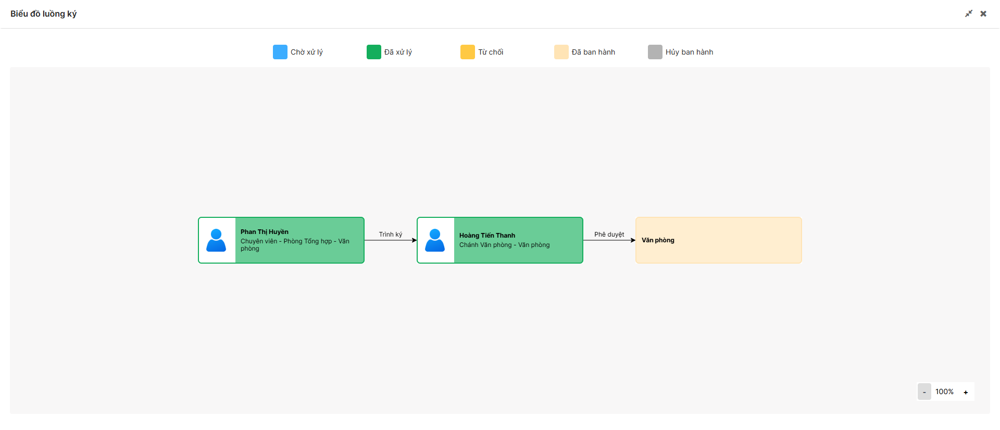 Biểu đồ luồng ký
Chờ xử lý
Đã xử lý
Từ chối
Đã ban hành
Hủy ban hành
Phan Thị Huyền
Chuyên viên - Phòng Tổng hợp - Văn
phòng
Trình ký
Hoàng Tiến Thanh
Chánh Văn phòng - Văn phòng
Phê duyệt
Văn phòng
- 100% +